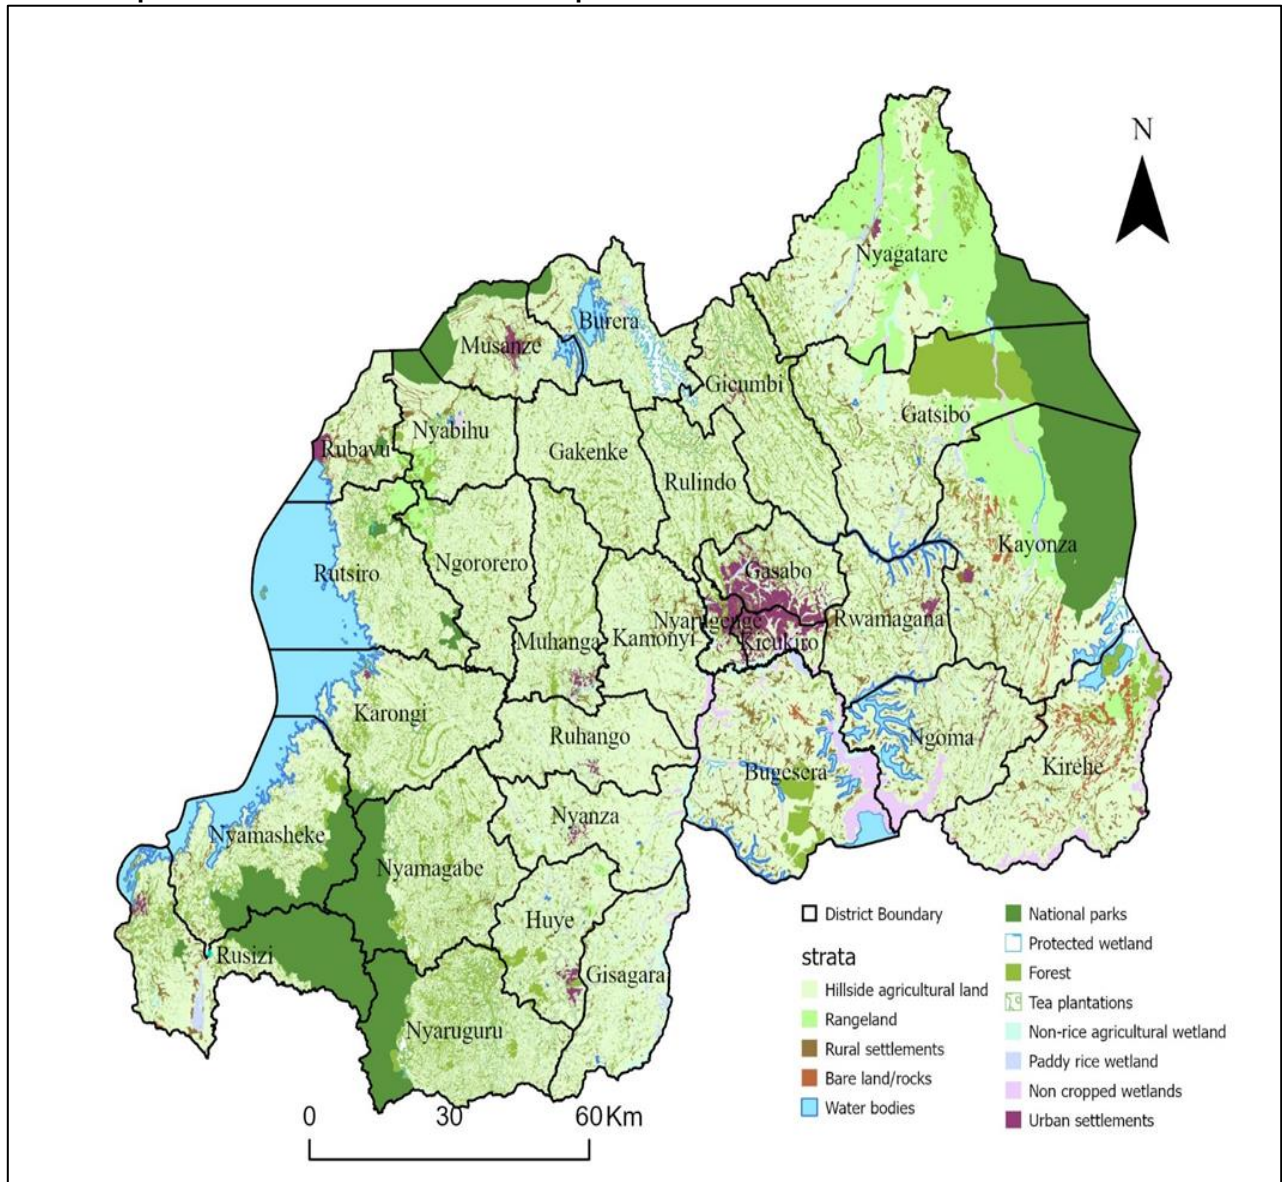 N
Nyagatare
Burera
Musanze
Gicumbi
Gatsibo
Nyabihu
Rubavu
Gakenke
Rulindo
Kayonza
Ngororero
Rutsiro
Gasabo
Nyarugenge
Rwamagana
Muhanga
Kamonyi
Kicukiro
Karongi
Ruhango
Ngoma
Bugesera
Kirehe
Nyanza
Nyamasheke
Nyamagabe
Huye
Rusizi
Gisagara
Nyaruguru
District Boundary
strata
Hillside agricultural land
Rangeland
Rural settlements
Bare land/rocks
Water bodies
National parks
Protected wetland
Forest
Tea plantations
Non-rice agricultural wetland
Paddy rice wetland
Non cropped wetlands
Urban settlements
0 30 60Km